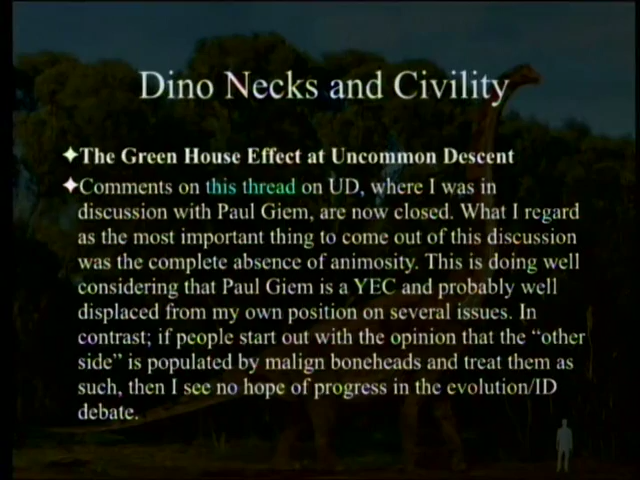 Dino Necks and Civility
✦The Green House Effect at Uncommon Descent
✦Comments on this thread on UD, where I was in
discussion with Paul Giem, are now closed. What I regard
as the most important thing to come out of this discussion
was the complete absence of animosity. This is doing well
considering that Paul Giem is a YEC and probably well
displaced from my own position on several issues. In
contrast; if people start out with the opinion that the “other
side” is populated by malign boneheads and treat them as
such, then I see no hope of progress in the evolution/ID
debate.